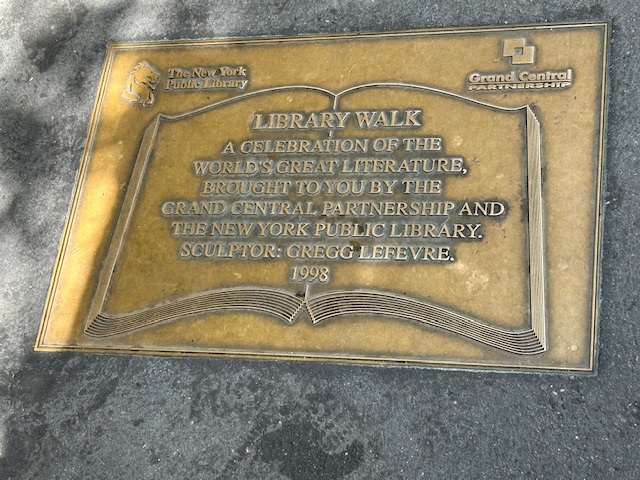 The New York
Public Library
Grand Central
PARTNERSHIP
LIBRARY WALK
A CELEBRATION OF THE
WORLD'S GREAT LITERATURE,
BROUGHT TO YOU BY THE
GRAND CENTRAL PARTNERSHIP AND
THE NEW YORK PUBLIC LIBRARY.
SCULPTOR: GREGG LEFEVRE.
1998